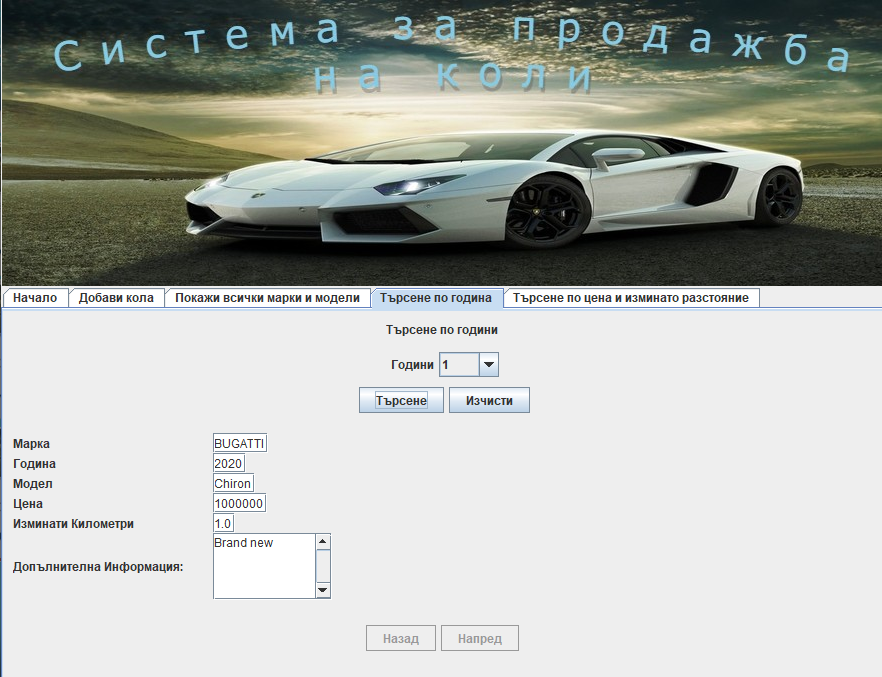 Система за продажба
на коли
Начало Добави кола Покажи всички марки и модели Търсене по година Търсене по цена и изминато разстояние
Търсене по години
Години 1
Търсене Изчисти
Марка BUGATTI
Година 2020
Модел Chiron
Цена 1000000
Изминати Километри 1.0
Допълнителна Информация: Brand new
Назад Напред